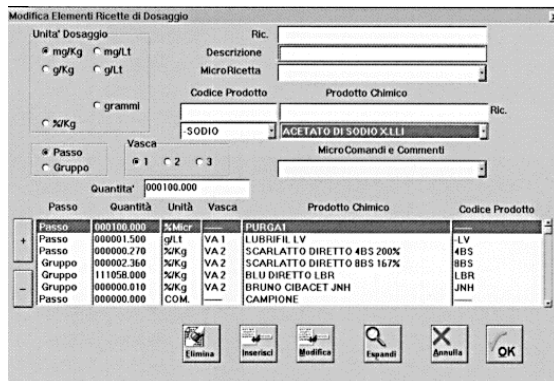 Modifica Elementi Ricette di Dosaggio
Unita' Dosaggio
mg/Kg mg/Lt
g/Kg g/Lt
grammi
%/Kg
Ric.
Descrizione
MicroRicetta
Codice Prodotto Prodotto Chimico
Ric.
-SODIO ACETATO DI SODIO X.LLI
Passo
Gruppo
Vasca
1 2 3
MicroComandi e Commenti
Quantita' 000100.000
Passo Quantità Unità Vasca Prodotto Chimico Codice Prodotto
Passo 000100.000 %Micr ----- PURGA1 -----
Passo 000001.500 g/Lt VA 1 LUBRIFIL LV -LV
Passo 000000.270 %/Kg VA 2 SCARLATTO DIRETTO 4BS 200% 4BS
Gruppo 000002.360 %/Kg VA 2 SCARLATTO DIRETTO 8BS 167% 8BS
Gruppo 111058.000 %/Kg VA 2 BLU DIRETTO LBR LBR
Gruppo 000000.010 %/Kg VA 2 BRUNO CIBACET JNH JNH
Passo 000000.000 COM. ----- CAMPIONE -----
+
-
Elimina Inserisci Modifica Espandi Annulla OK